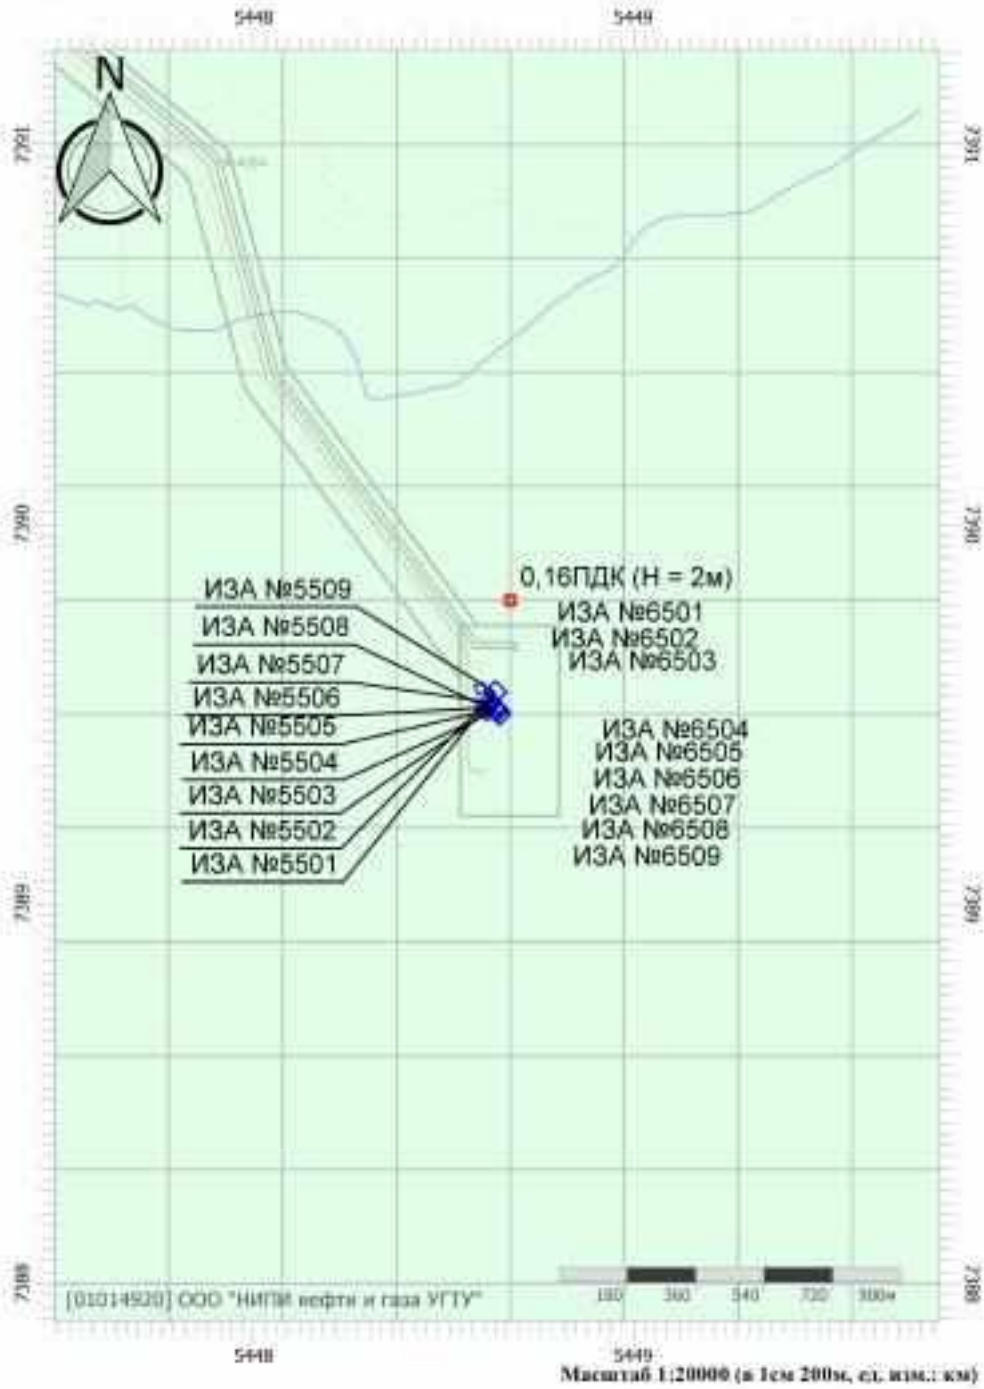 5448 5449
N
7391 7391
7390 7390
0,16ПДК (Н = 2м)
ИЗА №5509
ИЗА №6501
ИЗА №5508
ИЗА №6502
ИЗА №5507
ИЗА №6503
ИЗА №5506
ИЗА №5505
ИЗА №6504
ИЗА №6505
ИЗА №5504
ИЗА №6506
ИЗА №5503
ИЗА №6507
ИЗА №5502
ИЗА №6508
ИЗА №5501
ИЗА №6509
7389 7389
7388 7388
[01014920] ООО "НИПИ нефти и газа УГТУ"
180 360 540 720 900м
5448 5449
Масштаб 1:20000 (в 1см 200м, ед. изм.: км)